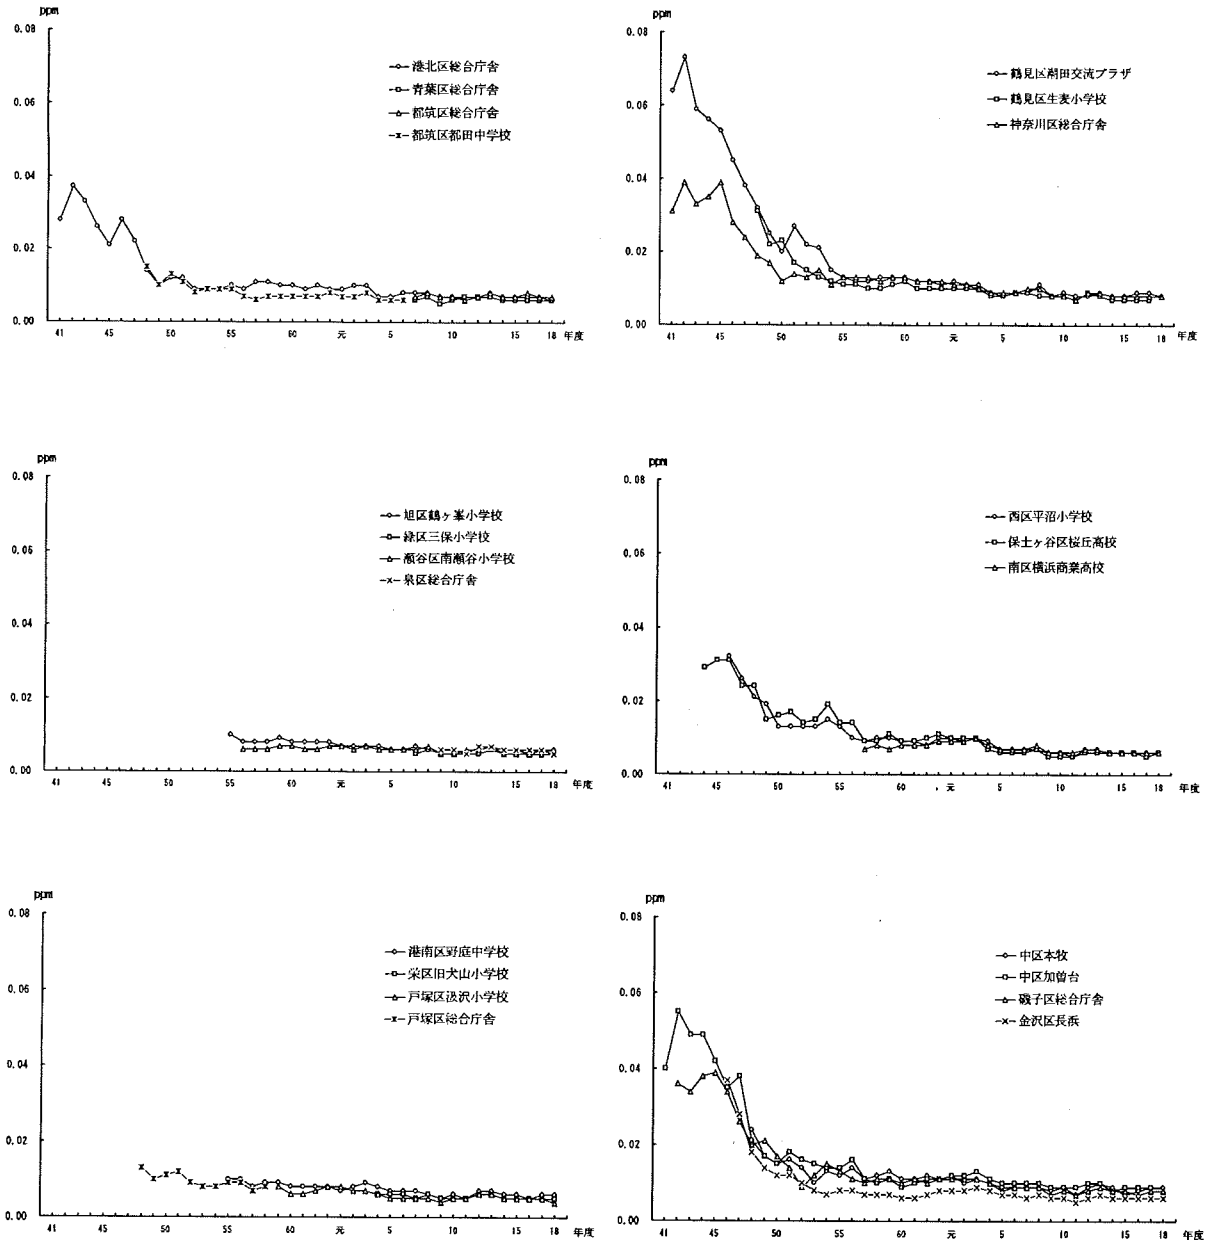 ppm
0.08
0.06
0.04
0.02
0.00
港北区総合庁舎
青葉区総合庁舎
都筑区総合庁舎
都筑区都田中学校
41 45 50 55 60 元 5 10 15 18 年度
ppm
0.08
0.06
0.04
0.02
0.00
鶴見区潮田交流プラザ
鶴見区生麦小学校
神奈川区総合庁舎
41 45 50 55 60 元 5 10 15 18 年度
ppm
0.08
0.06
0.04
0.02
0.00
旭区鶴ヶ峯小学校
緑区三保小学校
瀬谷区南瀬谷小学校
泉区総合庁舎
41 45 50 55 60 元 5 10 15 18 年度
ppm
0.08
0.06
0.04
0.02
0.00
西区平沼小学校
保土ヶ谷区桜丘高校
南区横浜商業高校
41 45 50 55 60 元 5 10 15 18 年度
ppm
0.08
0.06
0.04
0.02
0.00
港南区野庭中学校
栄区旧犬山小学校
戸塚区汲沢小学校
戸塚区総合庁舎
41 45 50 55 60 元 5 10 15 18 年度
ppm
0.08
0.06
0.04
0.02
0.00
中区本牧
中区加曽台
磯子区総合庁舎
金沢区長浜
41 45 50 55 60 元 5 10 15 18 年度